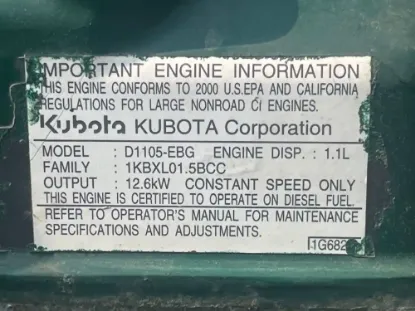 MPORTANT ENGINE INFORMATION
THIS ENGINE CONFORMS TO 2000 U.S.EPA AND CALIFORNIA
REGULATIONS FOR LARGE NONROAD CI ENGINES.
Kubota KUBOTA Corporation
MODEL : D1105-EBG ENGINE DISP. : 1.1L
FAMILY : 1KBXL01.5BCC
OUTPUT : 12.6kW CONSTANT SPEED ONLY
THIS ENGINE IS CERTIFIED TO OPERATE ON DIESEL FUEL.
REFER TO OPERATOR'S MANUAL FOR MAINTENANCE
SPECIFICATIONS AND ADJUSTMENTS.